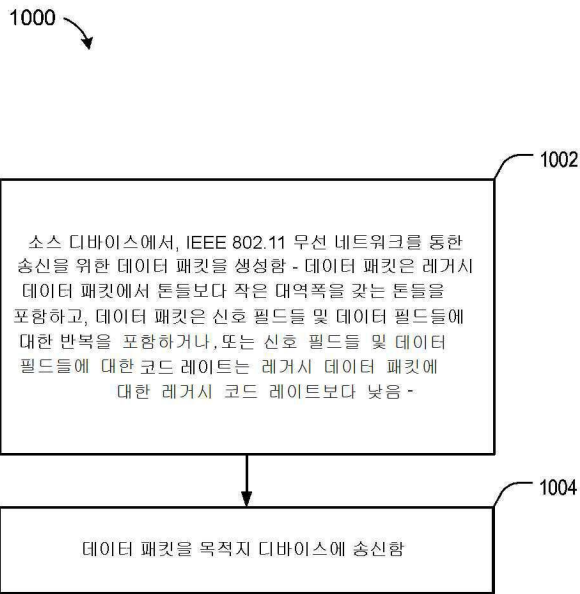 1000
1002
소스 디바이스에서, IEEE 802.11 무선 네트워크를 통한
송신을 위한 데이터 패킷을 생성함 - 데이터 패킷은 레거시
데이터 패킷에서 톤들보다 작은 대역폭을 갖는 톤들을
포함하고, 데이터 패킷은 신호 필드들 및 데이터 필드들에
대한 반복을 포함하거나, 또는 신호 필드들 및 데이터
필드들에 대한 코드 레이트는 레거시 데이터 패킷에
대한 레거시 코드 레이트보다 낮음 -
1004
데이터 패킷을 목적지 디바이스에 송신함